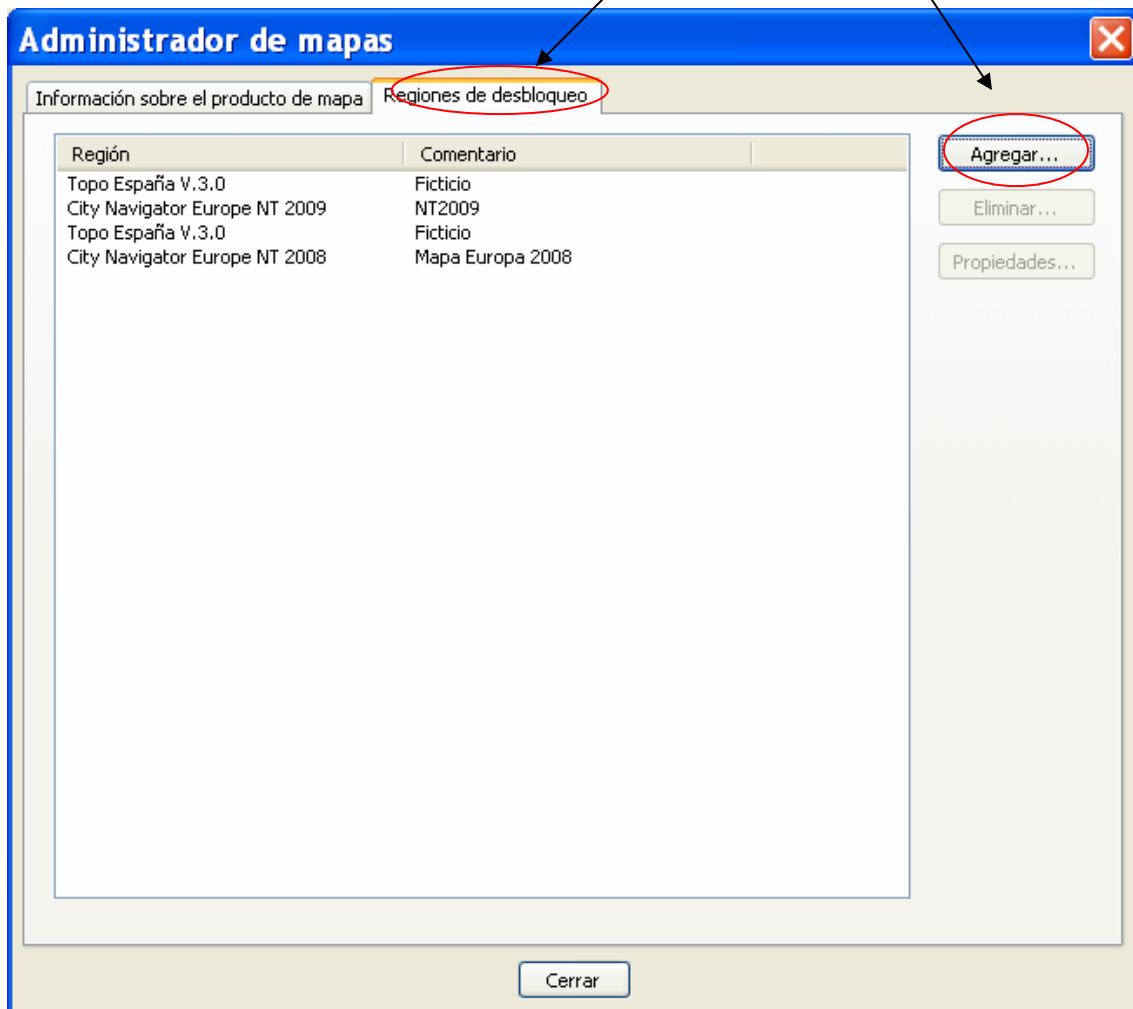 Administrador de mapas
Información sobre el producto de mapa Regiones de desbloqueo
Región Comentario
Topo España V.3.0 Ficticio
City Navigator Europe NT 2009 NT2009
Topo España V.3.0 Ficticio
City Navigator Europe NT 2008 Mapa Europa 2008
Agregar...
Eliminar...
Propiedades...
Cerrar